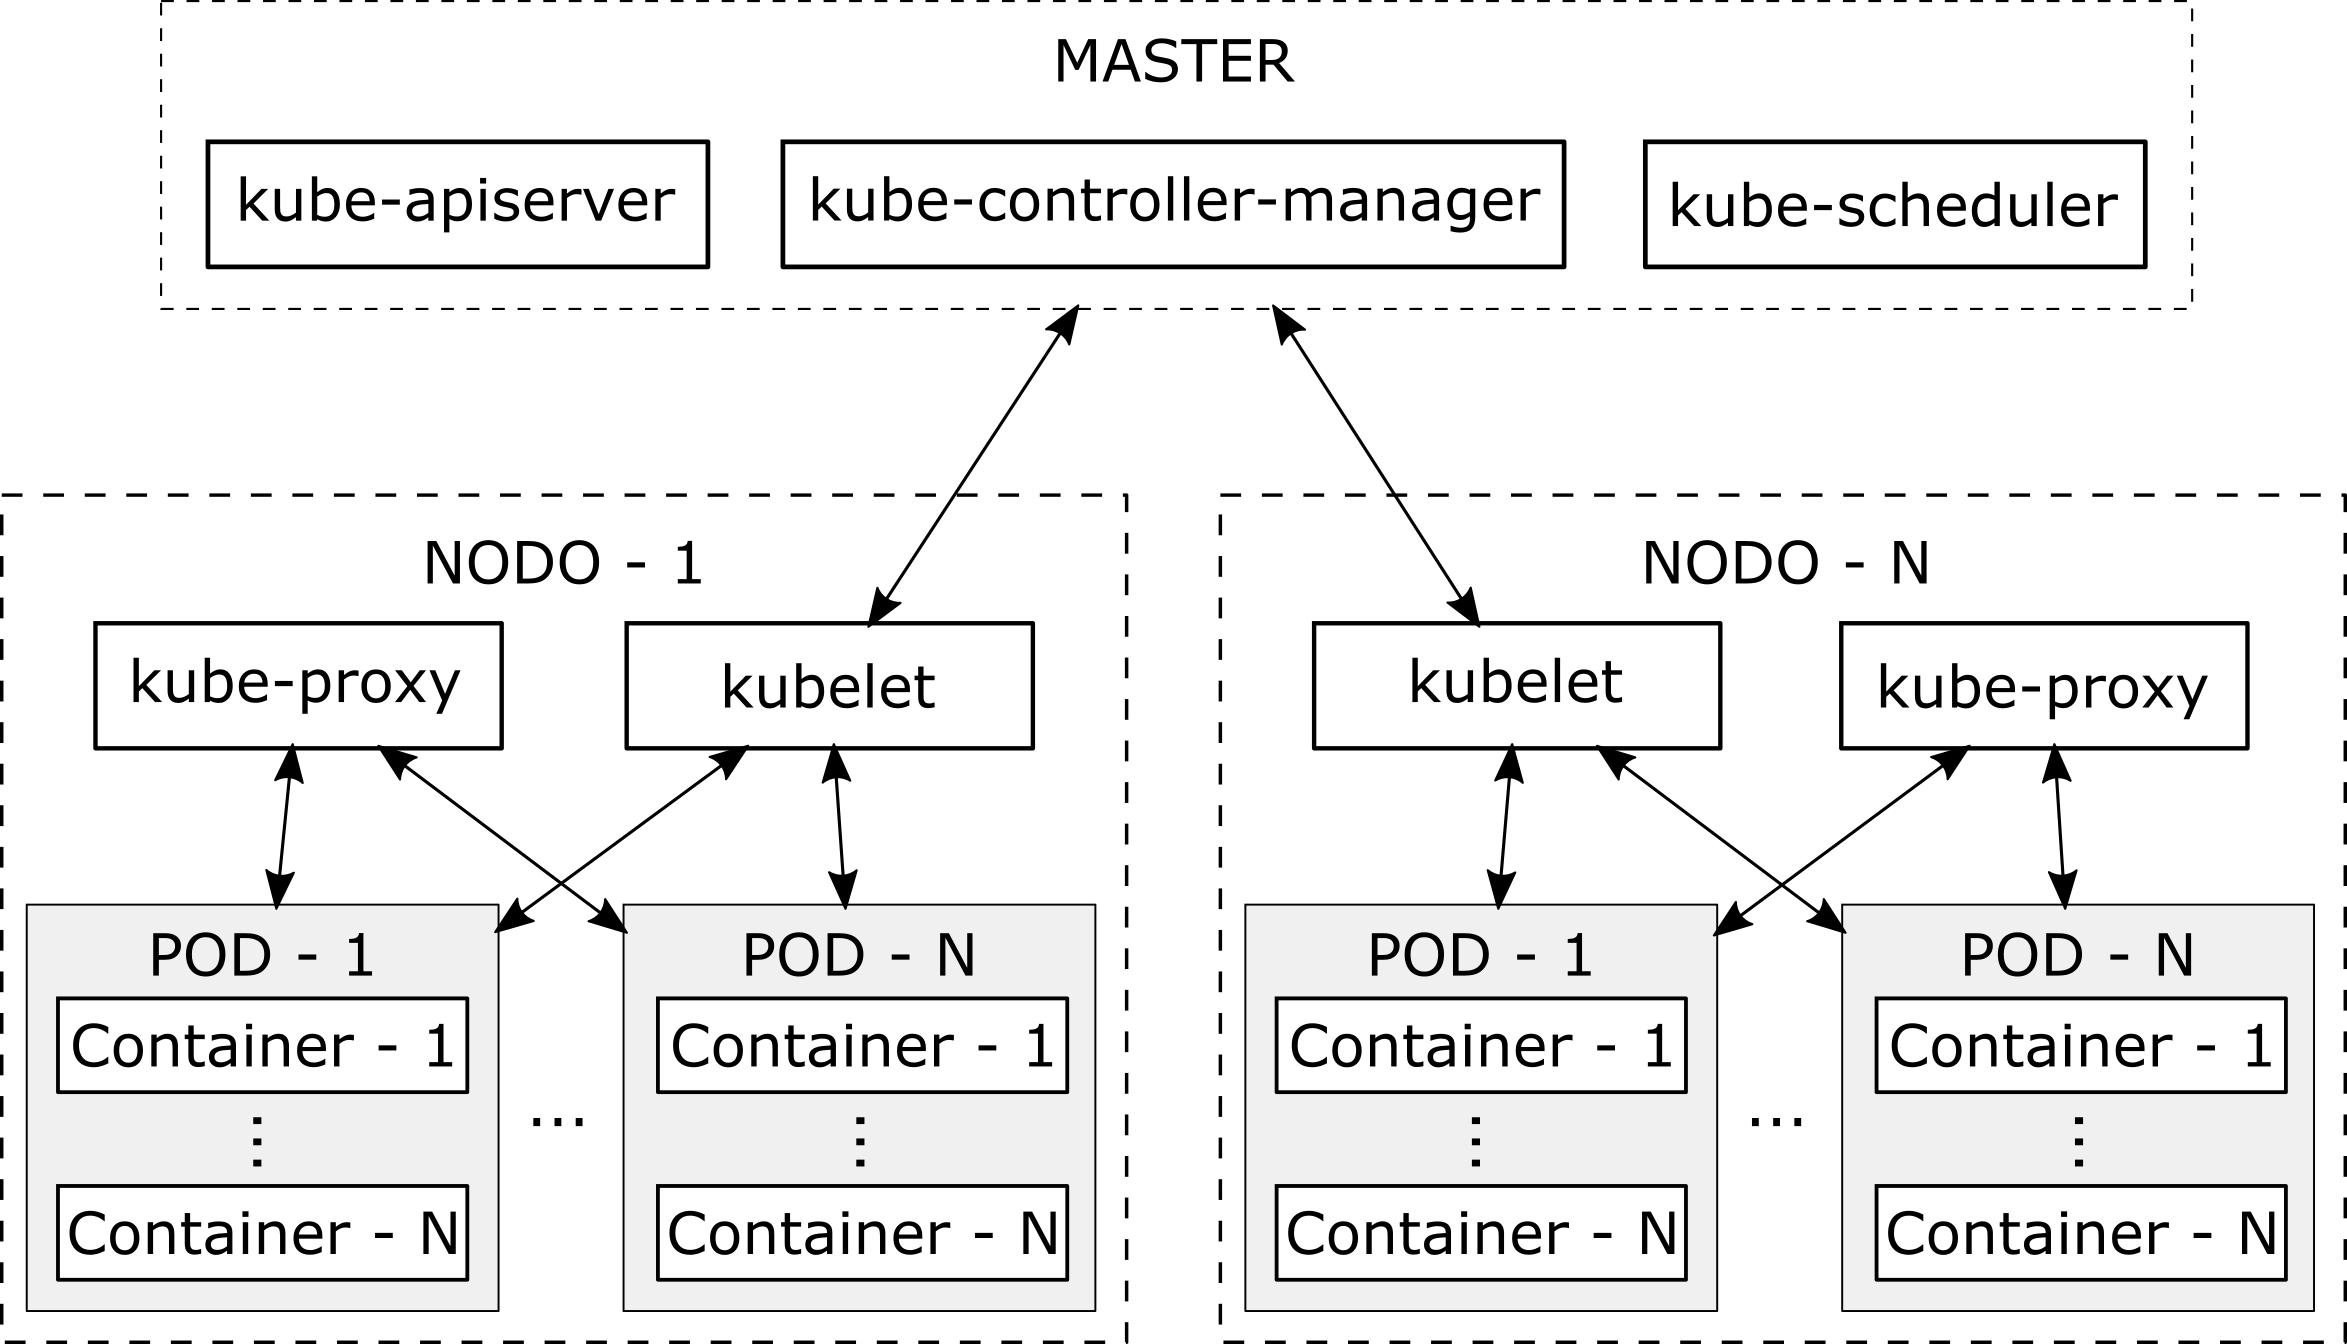 MASTER
kube-apiserver
kube-controller-manager
kube-scheduler
NODO - 1
kube-proxy
kubelet
POD - 1
Container - 1
⋮
Container - N
...
POD - N
Container - 1
⋮
Container - N
NODO - N
kubelet
kube-proxy
POD - 1
Container - 1
⋮
Container - N
...
POD - N
Container - 1
⋮
Container - N